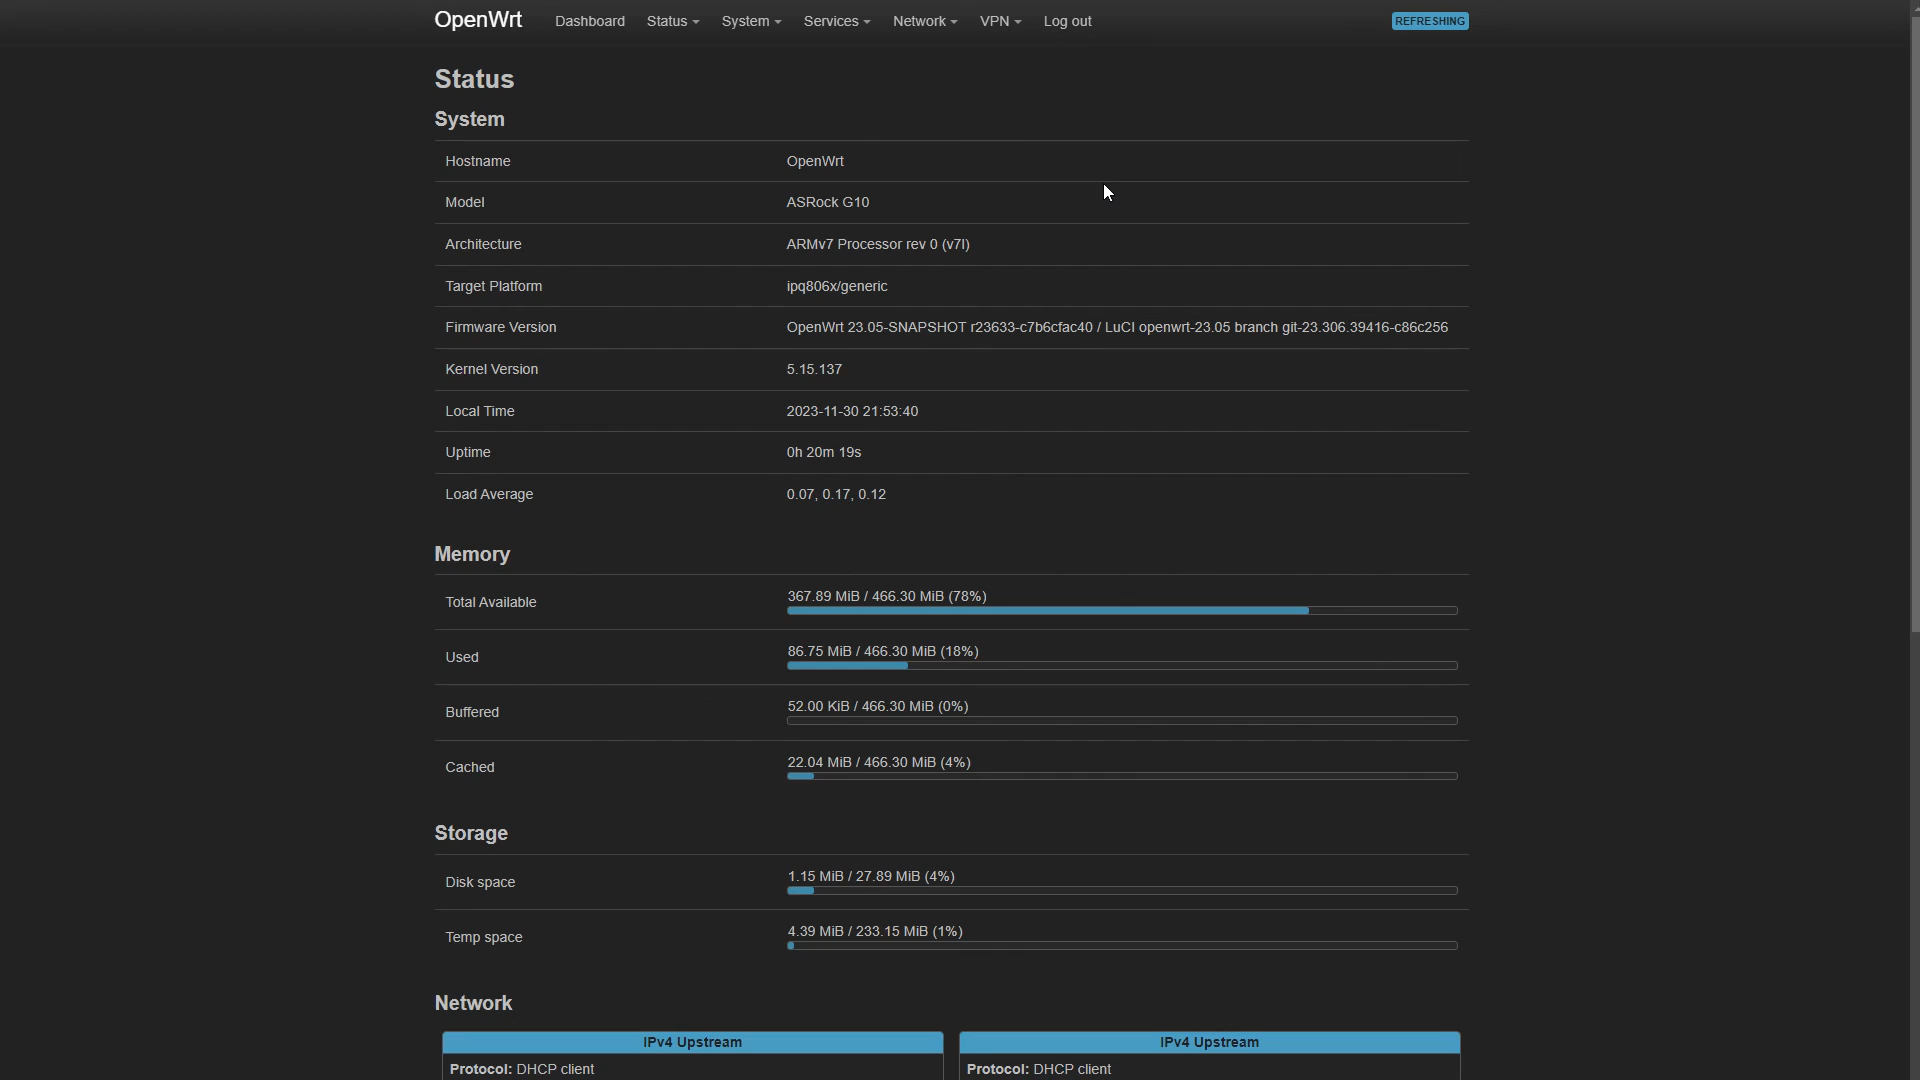 OpenWrt Dashboard Status System Services Network VPN Log out REFRESHING
Status
System
Hostname OpenWrt
Model ASRock G10
Architecture ARMv7 Processor rev 0 (v7l)
Target Platform ipq806x/generic
Firmware Version OpenWrt 23.05-SNAPSHOT r23633-c7b6cfac40 / LuCI openwrt-23.05 branch git-23.306.39416-c86c256
Kernel Version 5.15.137
Local Time 2023-11-30 21:53:40
Uptime 0h 20m 19s
Load Average 0.07, 0.17, 0.12
Memory
Total Available 367.89 MiB / 466.30 MiB (78%)
Used 86.75 MiB / 466.30 MiB (18%)
Buffered 52.00 KiB / 466.30 MiB (0%)
Cached 22.04 MiB / 466.30 MiB (4%)
Storage
Disk space 1.15 MiB / 27.89 MiB (4%)
Temp space 4.39 MiB / 233.15 MiB (1%)
Network
IPv4 Upstream IPv4 Upstream
Protocol: DHCP client Protocol: DHCP client